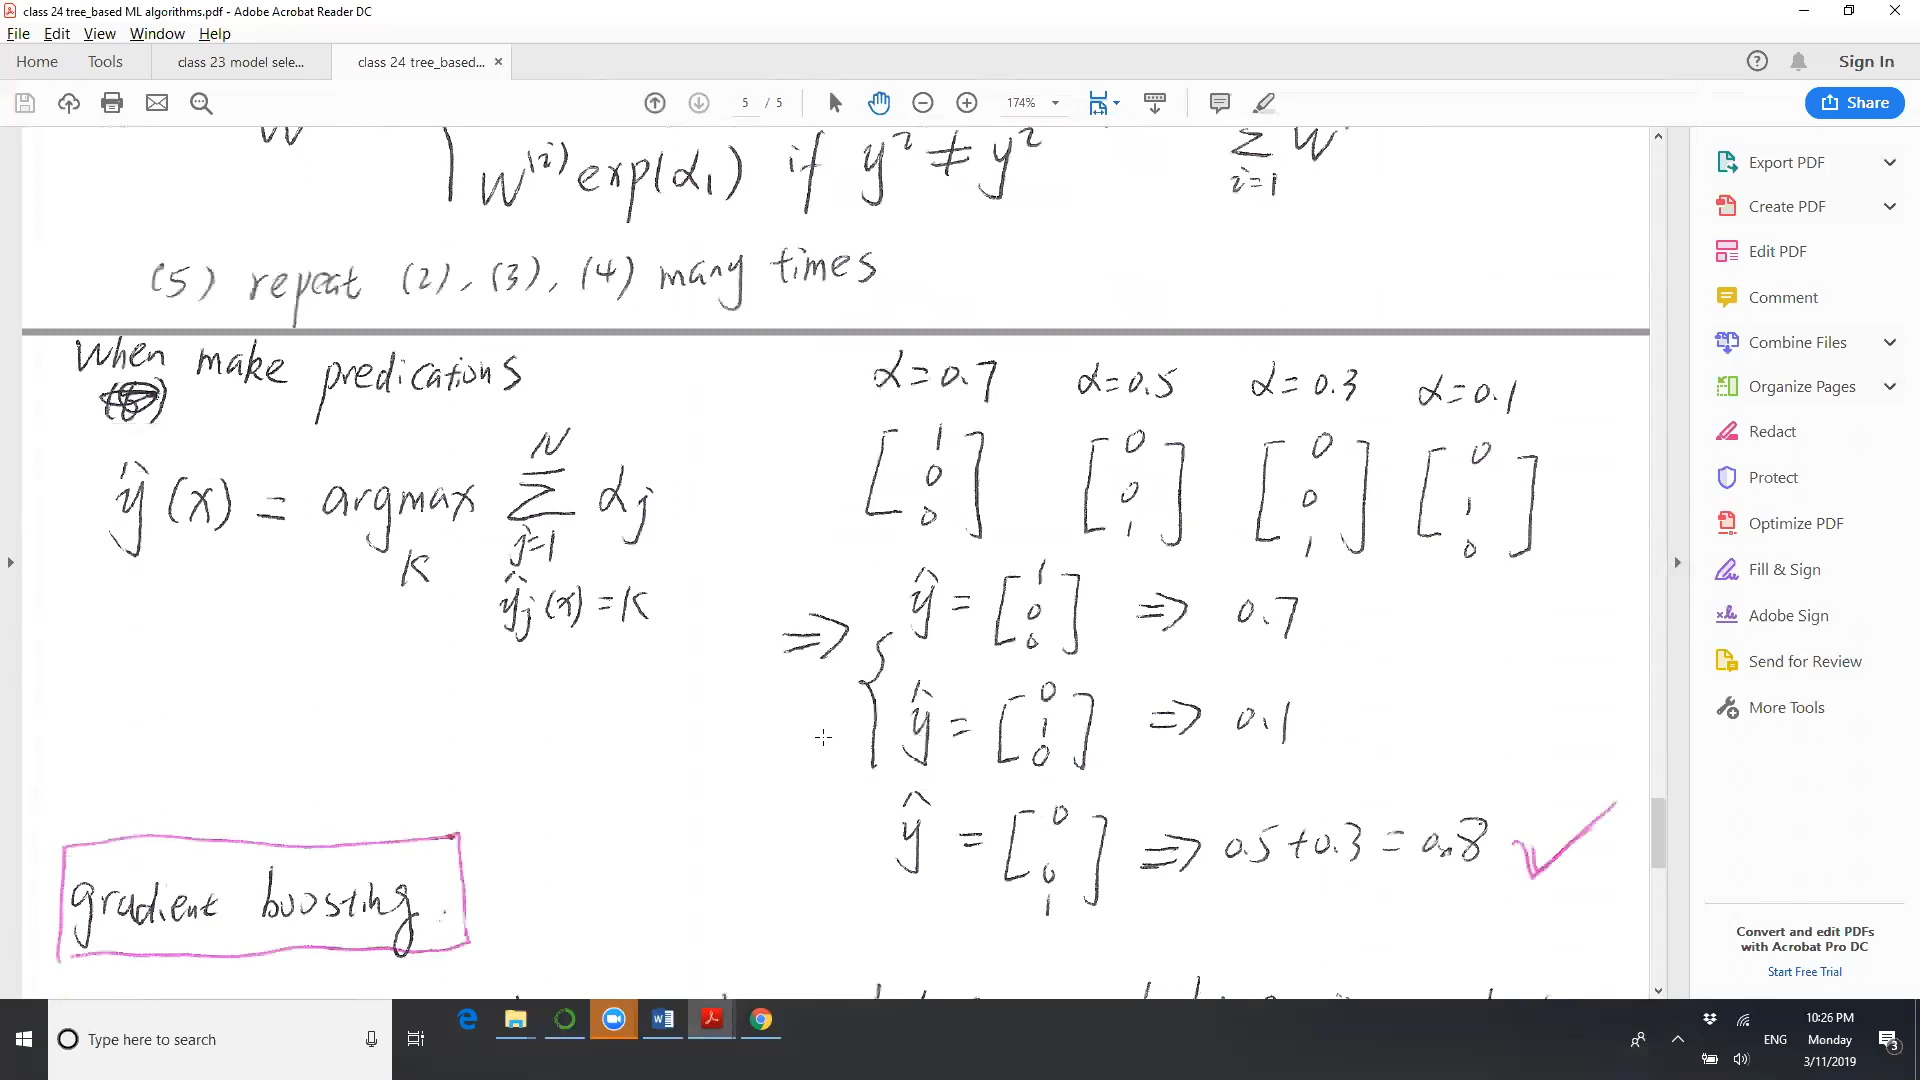 class 24 tree_based ML algorithms.pdf - Adobe Acrobat Reader DC
File Edit View Window Help
Home Tools class 23 model sele... class 24 tree_based... × Sign In
5 / 5 174% Share
W^(i) exp(α₁) if y² ≠ y² Σ i=1 W
(5) repeat (2), (3), (4) many times
When make predications
α=0.7 α=0.5 α=0.3 α=0.1
[1 0 0] [0 0 1] [0 0 1] [0 1 0]
ŷ(x) = argmax K Σ N j=1 αj
ŷj(x) = K
⇒ { ŷ = [1 0 0] ⇒ 0.7
ŷ = [0 1 0] ⇒ 0.1
ŷ = [0 0 1] ⇒ 0.5+0.3 = 0.8 ✓
gradient boosting
Export PDF
Create PDF
Edit PDF
Comment
Combine Files
Organize Pages
Redact
Protect
Optimize PDF
Fill & Sign
Adobe Sign
Send for Review
More Tools
Convert and edit PDFs
with Acrobat Pro DC
Start Free Trial
Type here to search
ENG
10:26 PM
Monday
3/11/2019
3